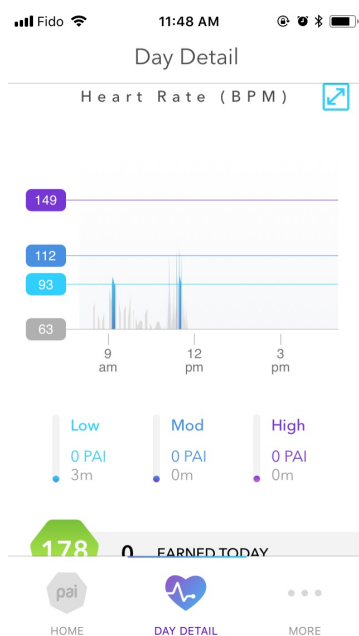 Fido 11:48 AM
Day Detail
Heart Rate (BPM)
149
112
93
63
9 am
12 pm
3 pm
Low Mod High
0 PAI 0 PAI 0 PAI
3m 0m 0m
178 0 EARNED TODAY
pai
HOME DAY DETAIL MORE